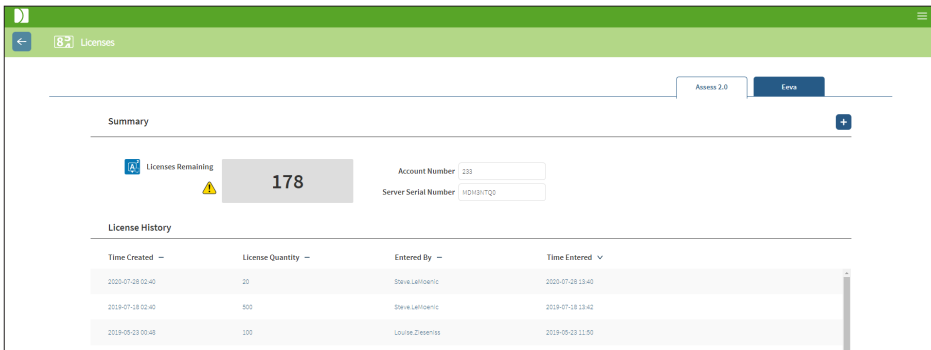 Licenses
Assess 2.0 Eeva
Summary
+
Licenses Remaining
178
Account Number 233
Server Serial Number MDM3NTQ0
License History
Time Created – License Quantity – Entered By – Time Entered
2020-07-28 02:40 20 Steve.LeMoenic 2020-07-28 13:40
2019-07-18 02:40 500 Steve.LeMoenic 2019-07-18 13:42
2019-05-23 00:48 100 Louise.Zieseniss 2019-05-23 11:50